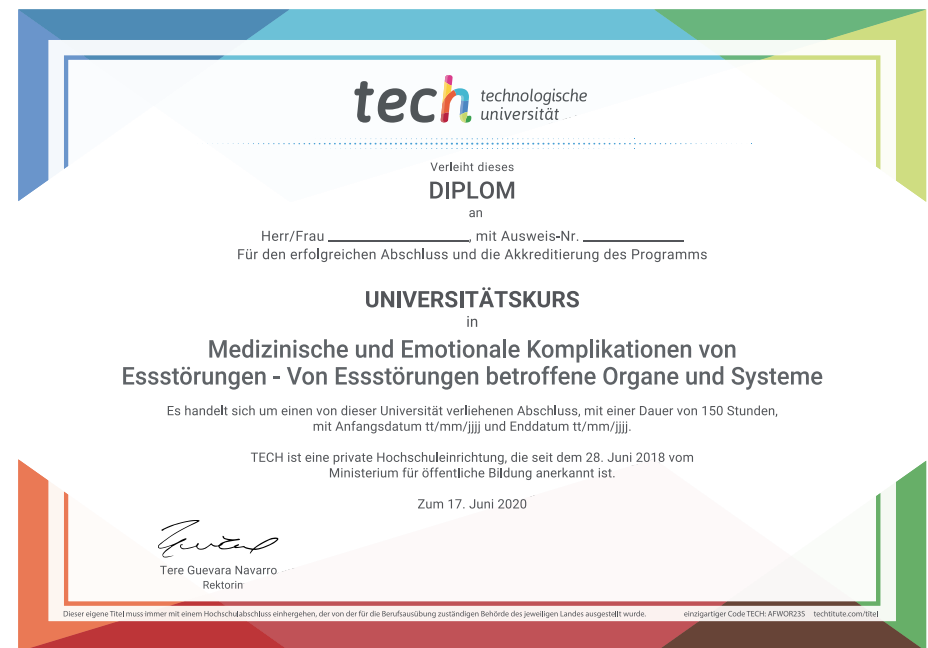 tech technologische
universität
Verleiht dieses
DIPLOM
an
Herr/Frau ____________________, mit Ausweis-Nr. ______________
Für den erfolgreichen Abschluss und die Akkreditierung des Programms
UNIVERSITÄTSKURS
in
Medizinische und Emotionale Komplikationen von
Essstörungen - Von Essstörungen betroffene Organe und Systeme
Es handelt sich um einen von dieser Universität verliehenen Abschluss, mit einer Dauer von 150 Stunden,
mit Anfangsdatum tt/mm/jjjj und Enddatum tt/mm/jjjj.
TECH ist eine private Hochschuleinrichtung, die seit dem 28. Juni 2018 vom
Ministerium für öffentliche Bildung anerkannt ist.
Zum 17. Juni 2020
Tere Guevara Navarro
Rektorin
Dieser eigene Titel muss immer mit einem Hochschulabschluss einhergehen, der von der für die Berufsausübung zuständigen Behörde des jeweiligen Landes ausgestellt wurde. einzigartiger Code TECH: AFWOR23S techtitute.com/titel